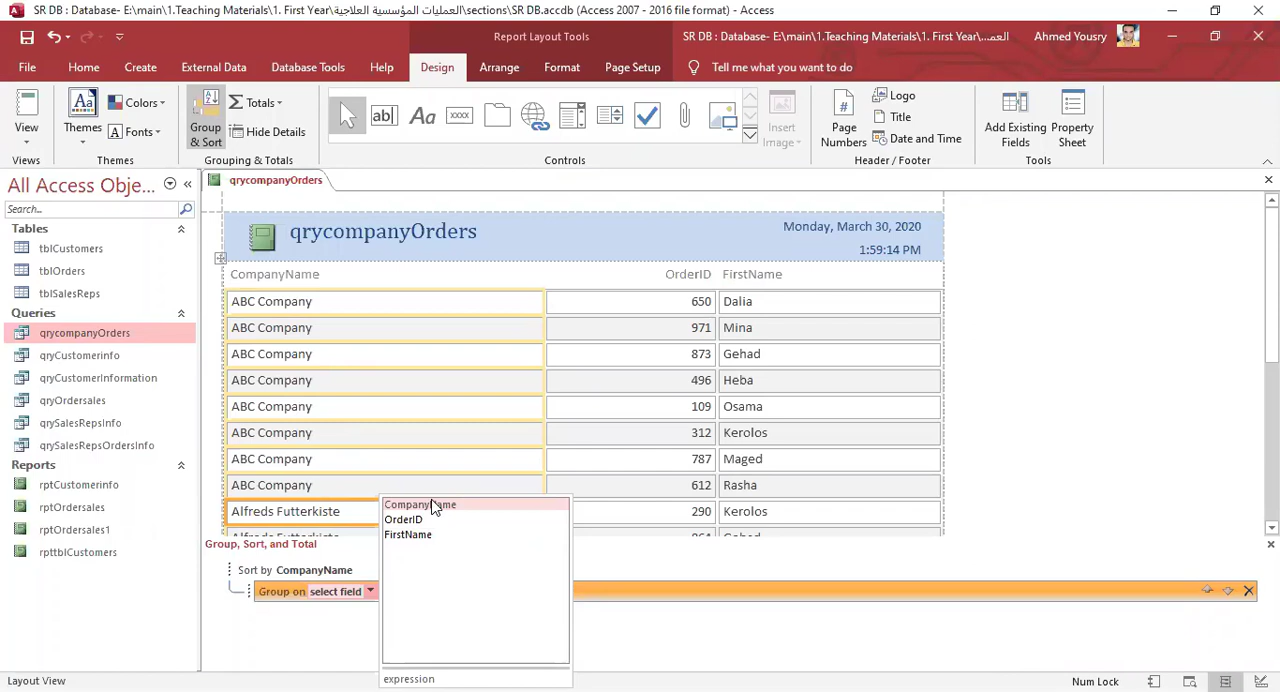 SR DB : Database- E:\main\1.Teaching Materials\1. First Year\العمليات المؤسسية العلاجية\sections\SR DB.accdb (Access 2007 - 2016 file format) - Access
Report Layout Tools
SR DB : Database- E:\main\1.Teaching Materials\1. First Year\العمـ...
Ahmed Yousry
File Home Create External Data Database Tools Help Design Arrange Format Page Setup Tell me what you want to do
View
Views
Themes
Colors
Fonts
Themes
Group & Sort
Totals
Hide Details
Grouping & Totals
ab|
Aa
xxxx
Insert Image
Controls
Page Numbers
Logo
Title
Date and Time
Header / Footer
Add Existing Fields
Property Sheet
Tools
All Access Obje...
Search...
Tables
tblCustomers
tblOrders
tblSalesReps
Queries
qrycompanyOrders
qryCustomerinfo
qryCustomerInformation
qryOrdersales
qrySalesRepsInfo
qrySalesRepsOrdersInfo
Reports
rptCustomerinfo
rptOrdersales
rptOrdersales1
rpttblCustomers
qrycompanyOrders
qrycompanyOrders
Monday, March 30, 2020
1:59:14 PM
CompanyName OrderID FirstName
ABC Company 650 Dalia
ABC Company 971 Mina
ABC Company 873 Gehad
ABC Company 496 Heba
ABC Company 109 Osama
ABC Company 312 Kerolos
ABC Company 787 Maged
ABC Company 612 Rasha
Alfreds Futterkiste 290 Kerolos
CompanyName
OrderID
FirstName
expression
Group, Sort, and Total
Sort by CompanyName
Group on select field
Layout View
Num Lock